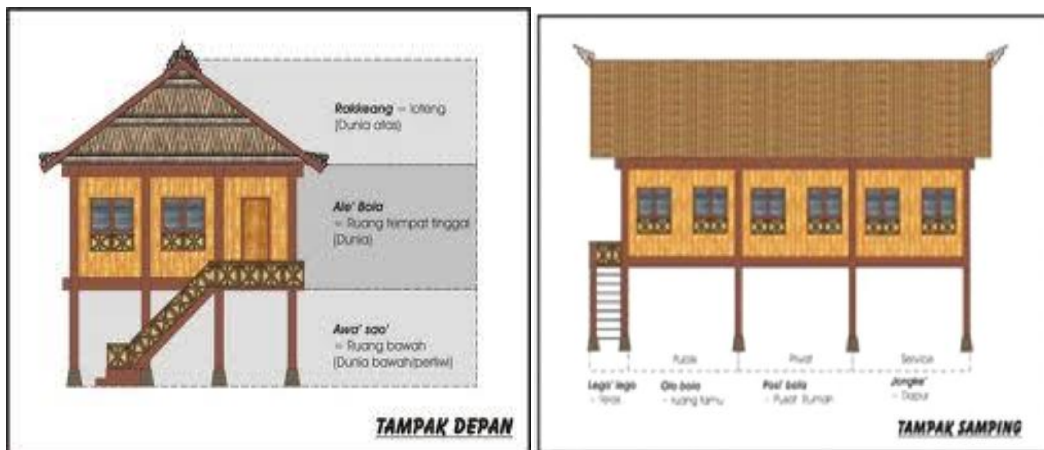 Rakkeang = loteng
(Dunia atas)
Ale' Bola
= Ruang tempat tinggal
(Dunia)
Awa' sao'
= Ruang bawah
(Dunia bawah/pertiwi)
TAMPAK DEPAN
Publik
Privat
Service
Lego' lego
= Teras
Olo bola
= ruang tamu
Posi' bola
= Pusat Rumah
Jongke'
= Dapur
TAMPAK SAMPING